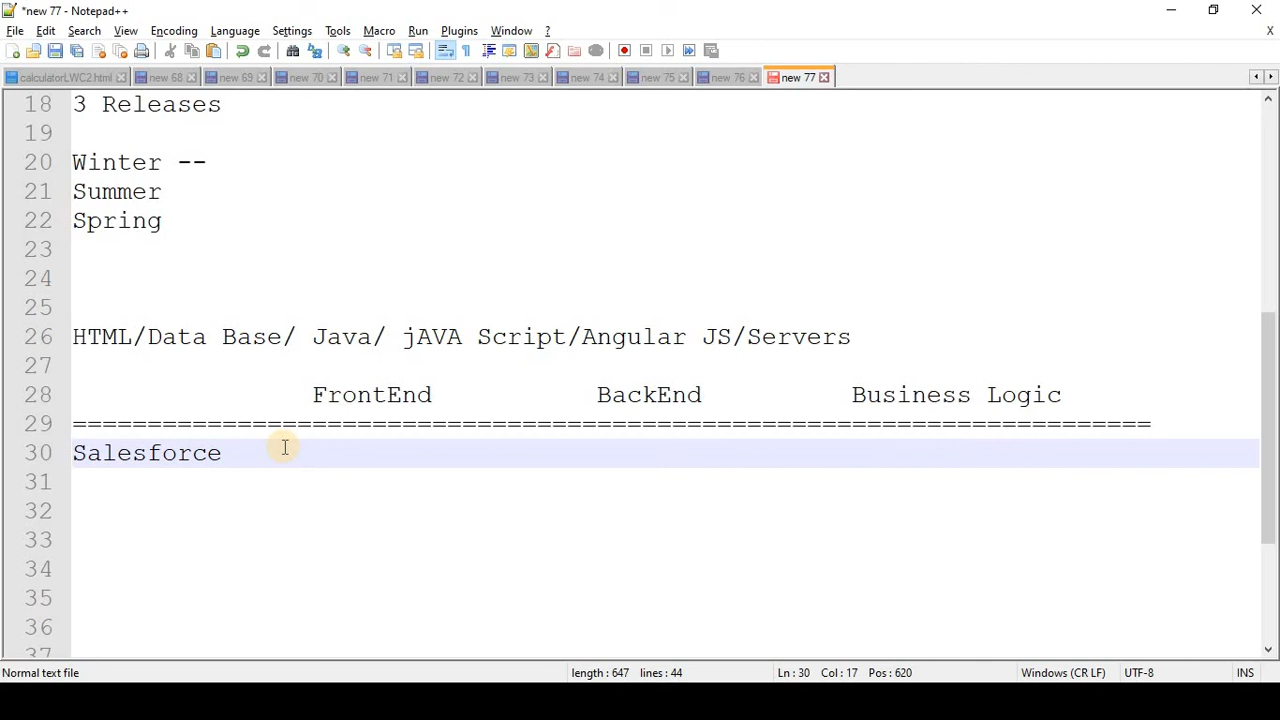 *new 77 - Notepad++
File Edit Search View Encoding Language Settings Tools Macro Run Plugins Window ? X
calculatorLWC2.html new 68 new 69 new 70 new 71 new 72 new 73 new 74 new 75 new 76 new 77
18 3 Releases
19
20 Winter --
21 Summer
22 Spring
23
24
25
26 HTML/Data Base/ Java/ jAVA Script/Angular JS/Servers
27
28 FrontEnd BackEnd Business Logic
29 ========================================================================
30 Salesforce
31
32
33
34
35
36
37
Normal text file length : 647 lines : 44 Ln : 30 Col : 17 Pos : 620 Windows (CR LF) UTF-8 INS